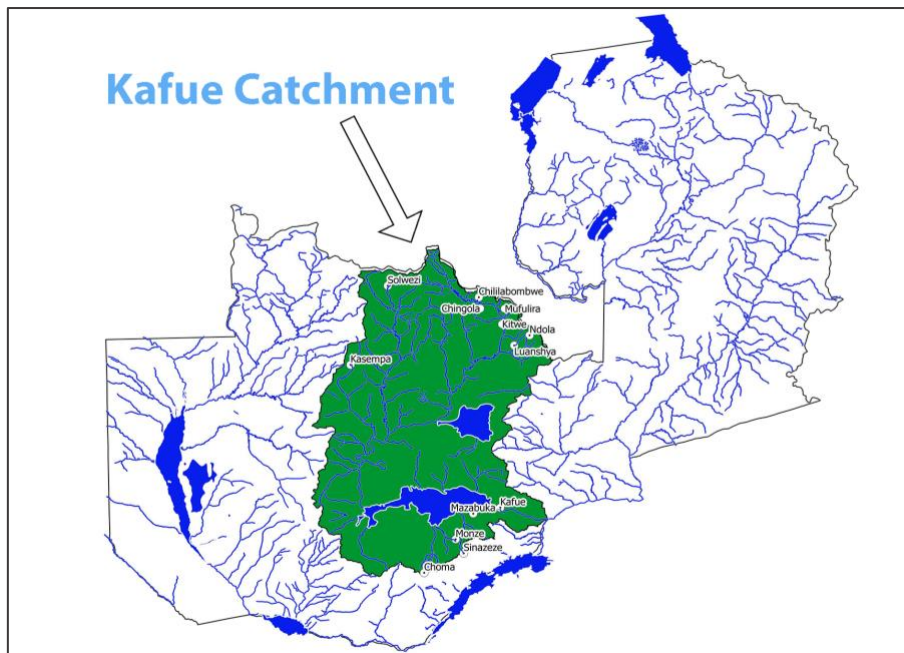 Kafue Catchment
Solwezi
Chililabombwe
Chingola
Mufulira
Kitwe
Ndola
Luanshya
Kasempa
Kafue
Mazabuka
Monze
Sinazeze
Choma